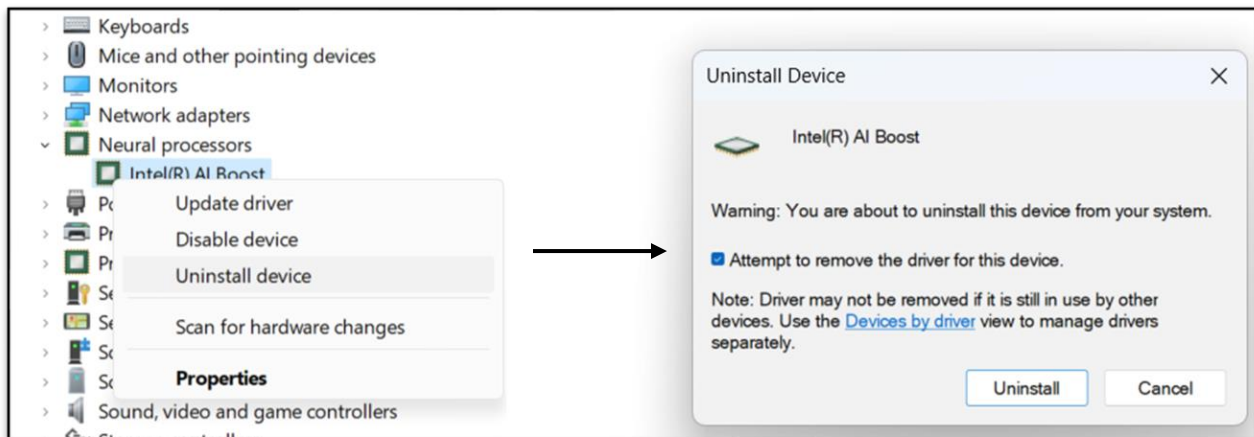 Keyboards
Mice and other pointing devices
Monitors
Network adapters
Neural processors
Intel(R) AI Boost
Update driver
Disable device
Uninstall device
Scan for hardware changes
Properties
Sound, video and game controllers
Uninstall Device
Intel(R) AI Boost
Warning: You are about to uninstall this device from your system.
Attempt to remove the driver for this device.
Note: Driver may not be removed if it is still in use by other
devices. Use the Devices by driver view to manage drivers
separately.
Uninstall
Cancel